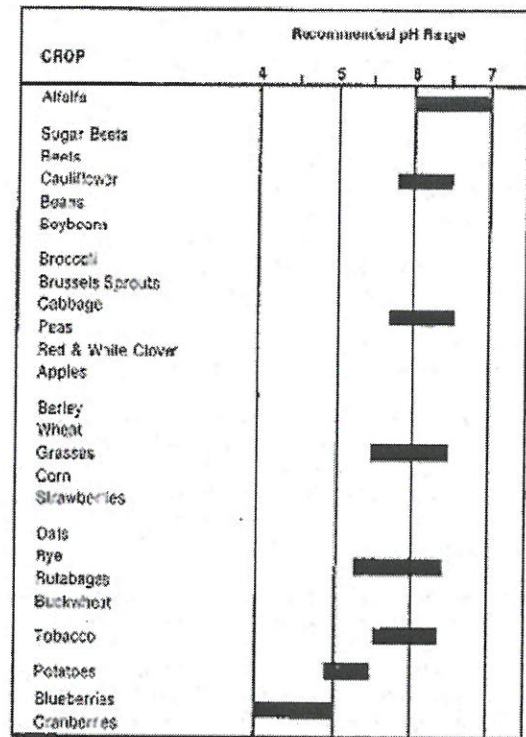 Recommended pH Range
CROP
4 5 6 7
Alfalfa
Sugar Beets
Beets
Cauliflower
Beans
Soybeans
Broccoli
Brussels Sprouts
Cabbage
Peas
Red & White Clover
Apples
Barley
Wheat
Grasses
Corn
Strawberries
Oats
Rye
Rutabagas
Buckwheat
Tobacco
Potatoes
Blueberries
Cranberries